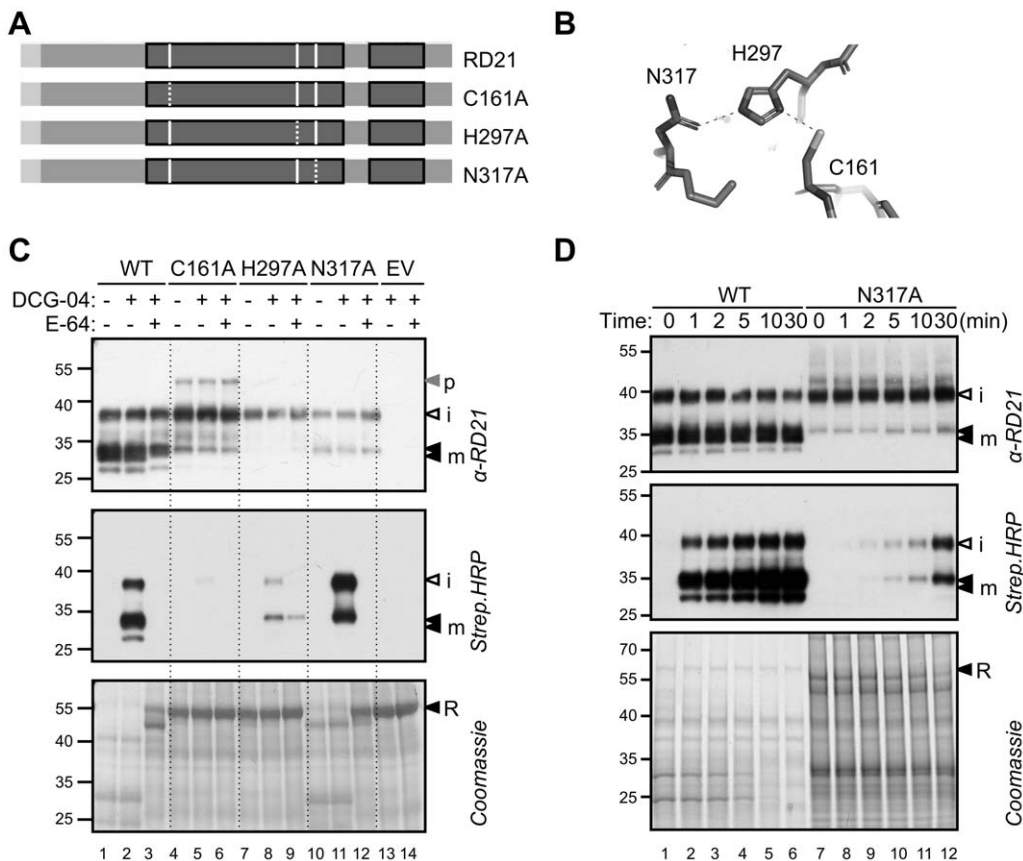 A
RD21
C161A
H297A
N317A
B
H297
N317
C161
C
WT C161A H297A N317A EV
DCG-04: - + + - + + - + + - + + + +
E-64: - - + - - + - - + - - + - +
55
40
35
25
p
i
m
α-RD21
55
40
35
25
i
m
Strep.HRP
55
40
35
25
R
Coomassie
1 2 3 4 5 6 7 8 9 10 11 12 13 14
D
WT N317A
Time: 0 1 2 5 10 30 0 1 2 5 10 30 (min)
55
40
35
25
i
m
α-RD21
55
40
35
25
i
m
Strep.HRP
70
55
40
35
25
R
Coomassie
1 2 3 4 5 6 7 8 9 10 11 12